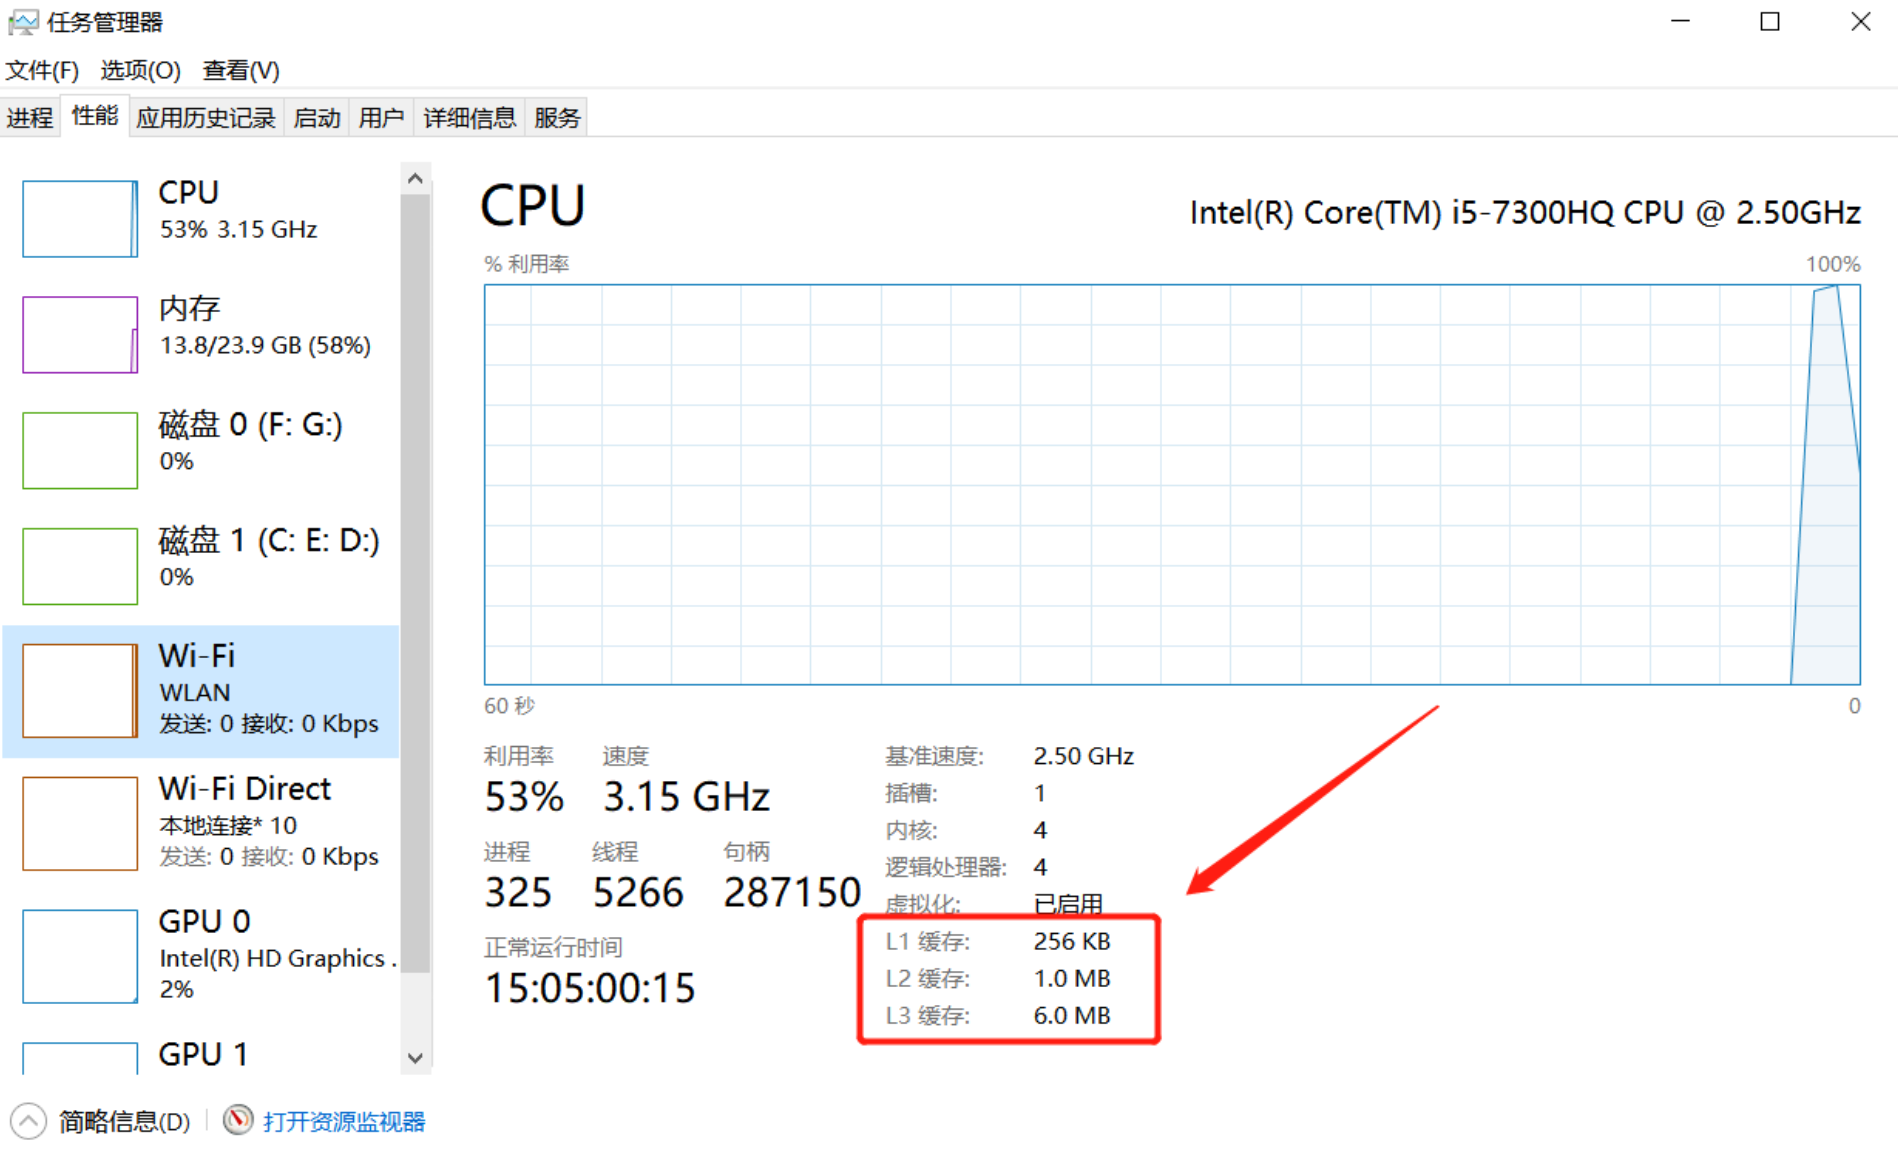 任务管理器
文件(F) 选项(O) 查看(V)
进程 性能 应用历史记录 启动 用户 详细信息 服务
CPU
53% 3.15 GHz
内存
13.8/23.9 GB (58%)
磁盘 0 (F: G:)
0%
磁盘 1 (C: E: D:)
0%
Wi-Fi
WLAN
发送: 0 接收: 0 Kbps
Wi-Fi Direct
本地连接* 10
发送: 0 接收: 0 Kbps
GPU 0
Intel(R) HD Graphics .
2%
GPU 1
CPU
Intel(R) Core(TM) i5-7300HQ CPU @ 2.50GHz
% 利用率 100%
60 秒 0
利用率 速度
53% 3.15 GHz
进程 线程 句柄
325 5266 287150
正常运行时间
15:05:00:15
基准速度: 2.50 GHz
插槽: 1
内核: 4
逻辑处理器: 4
虚拟化: 已启用
L1 缓存: 256 KB
L2 缓存: 1.0 MB
L3 缓存: 6.0 MB
简略信息(D) 打开资源监视器